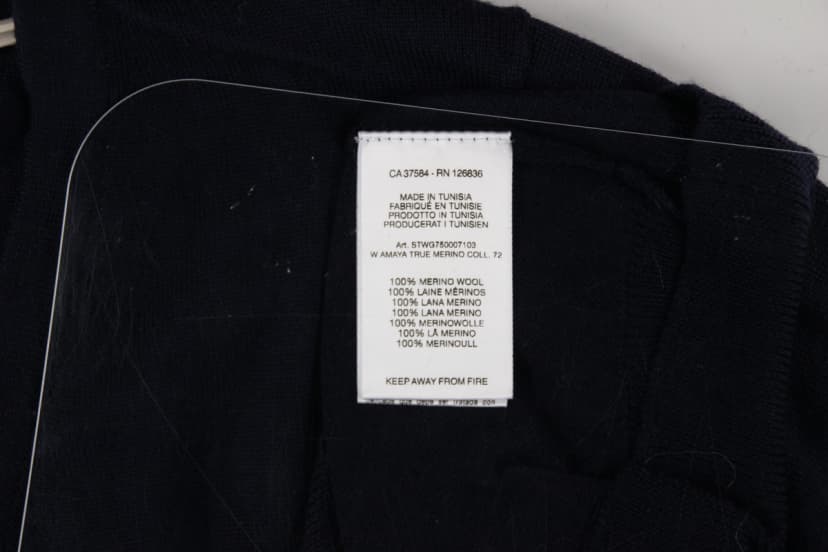 CA 37584 - RN 126836
MADE IN TUNISIA
FABRIQUÉ EN TUNISIE
PRODOTTO IN TUNISIA
PRODUCERAT I TUNISIEN
Art. STWG750007103
W AMAYA TRUE MERINO COLL. 72
100% MERINO WOOL
100% LAINE MÉRINOS
100% LANA MERINO
100% LANA MERINO
100% MERINOWOLLE
100% LÃ MERINO
100% MERINOULL
KEEP AWAY FROM FIRE